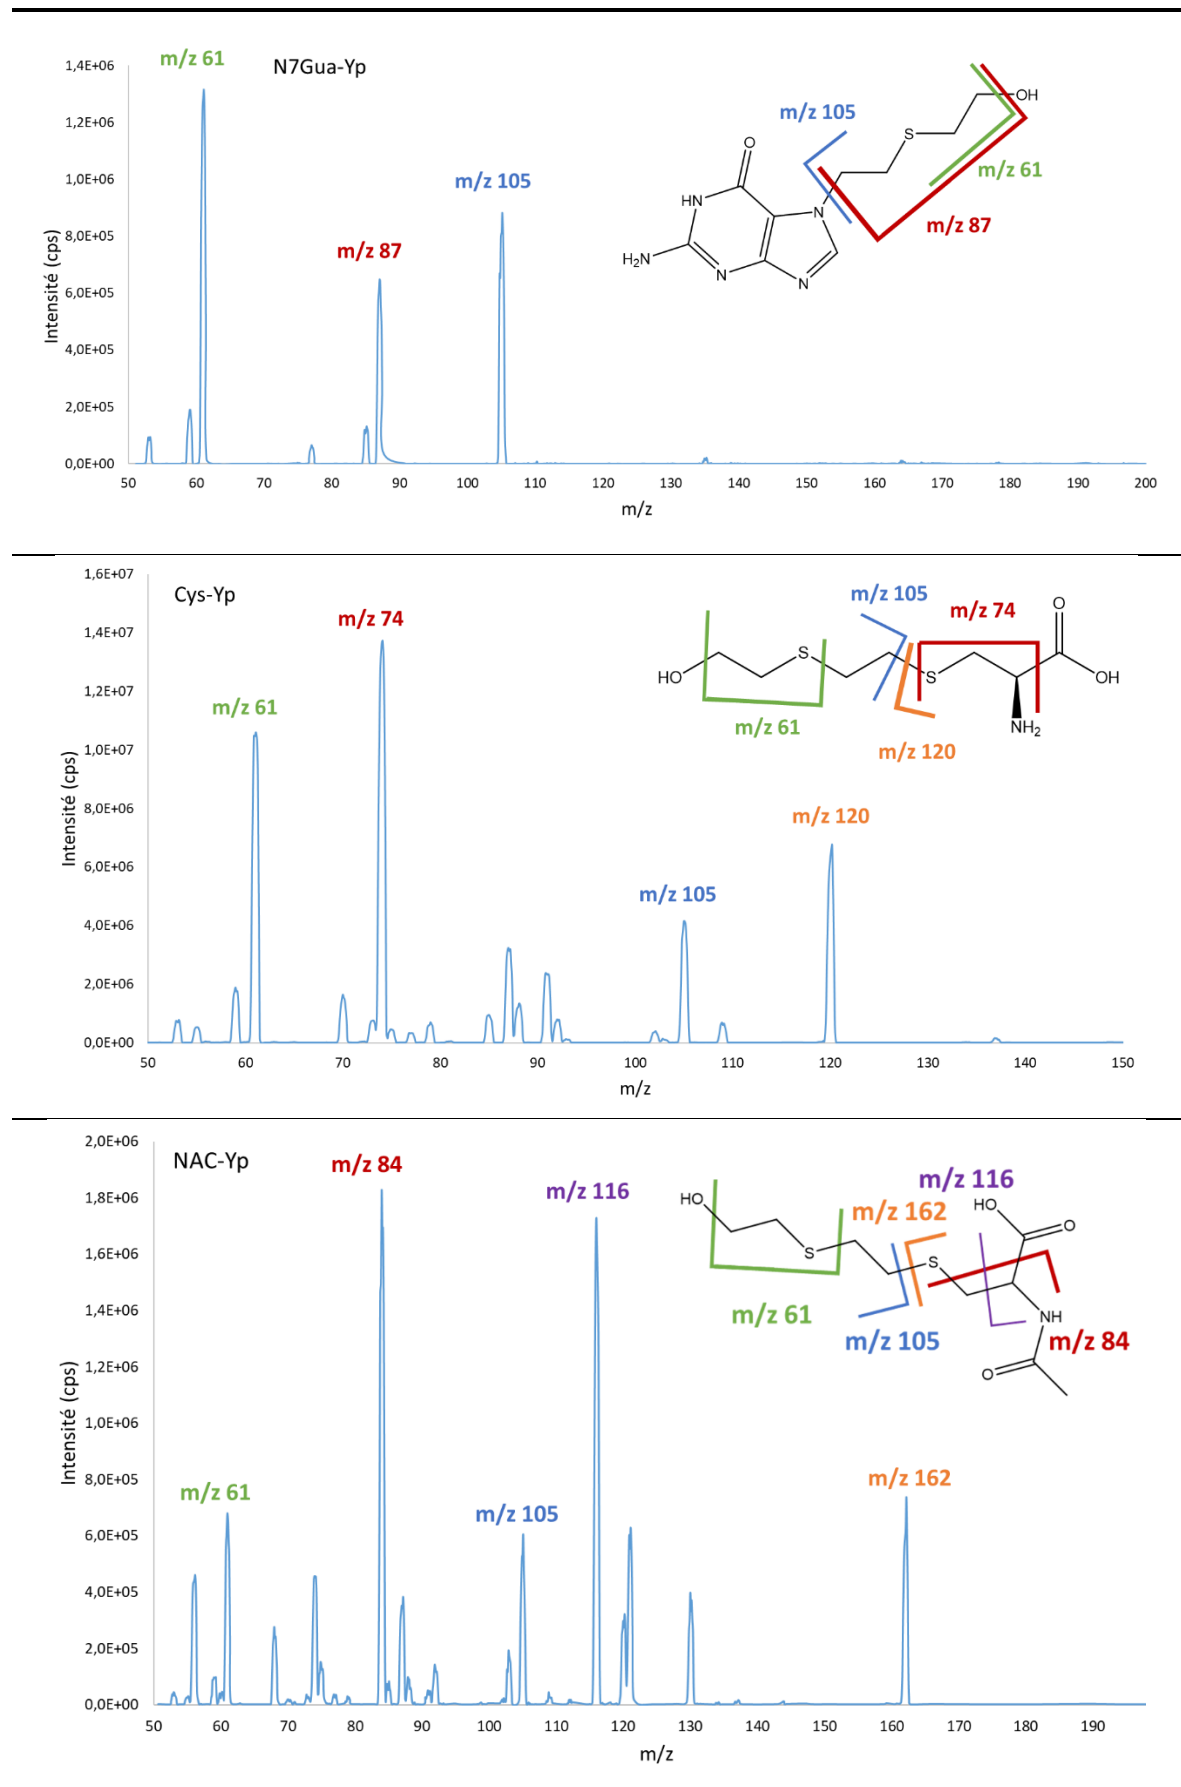 N7Gua-Yp
m/z 61
m/z 87
m/z 105
Intensité (cps)
1,4E+06
1,2E+06
1,0E+06
8,0E+05
6,0E+05
4,0E+05
2,0E+05
0,0E+00
50 60 70 80 90 100 110 120 130 140 150 160 170 180 190 200
m/z
m/z 105
OH
S
m/z 61
m/z 87
O
HN
N
H₂N
N
N
Cys-Yp
m/z 61
m/z 74
m/z 105
m/z 120
Intensité (cps)
1,6E+07
1,4E+07
1,2E+07
1,0E+07
8,0E+06
6,0E+06
4,0E+06
2,0E+06
0,0E+00
50 60 70 80 90 100 110 120 130 140 150
m/z
m/z 105
m/z 74
O
HO
S
S
OH
NH₂
m/z 61
m/z 120
NAC-Yp
m/z 61
m/z 84
m/z 105
m/z 116
m/z 162
Intensité (cps)
2,0E+06
1,8E+06
1,6E+06
1,4E+06
1,2E+06
1,0E+06
8,0E+05
6,0E+05
4,0E+05
2,0E+05
0,0E+00
50 60 70 80 90 100 110 120 130 140 150 160 170 180 190
m/z
m/z 116
HO
m/z 162
HO
O
S
S
m/z 61
m/z 105
NH
m/z 84
O